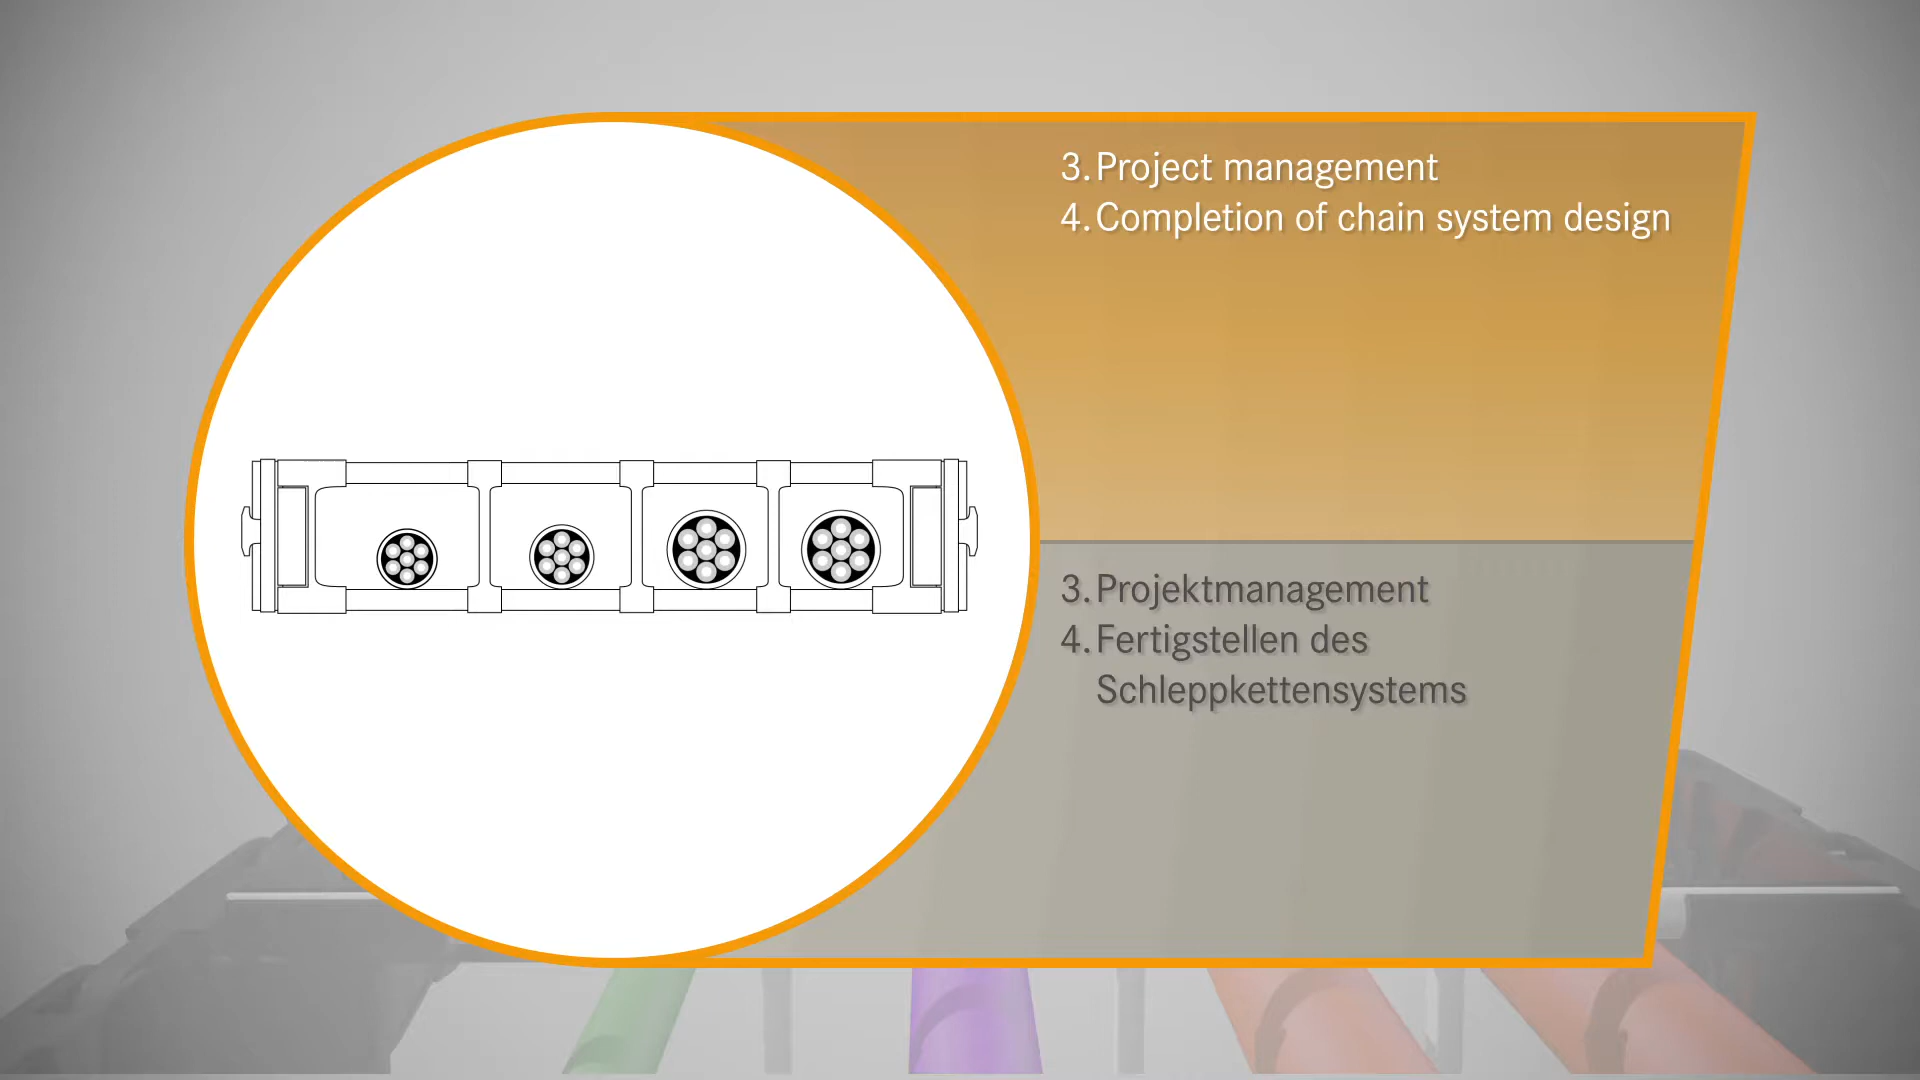 3. Project management
4. Completion of chain system design
3. Projektmanagement
4. Fertigstellen des
Schleppkettensystems